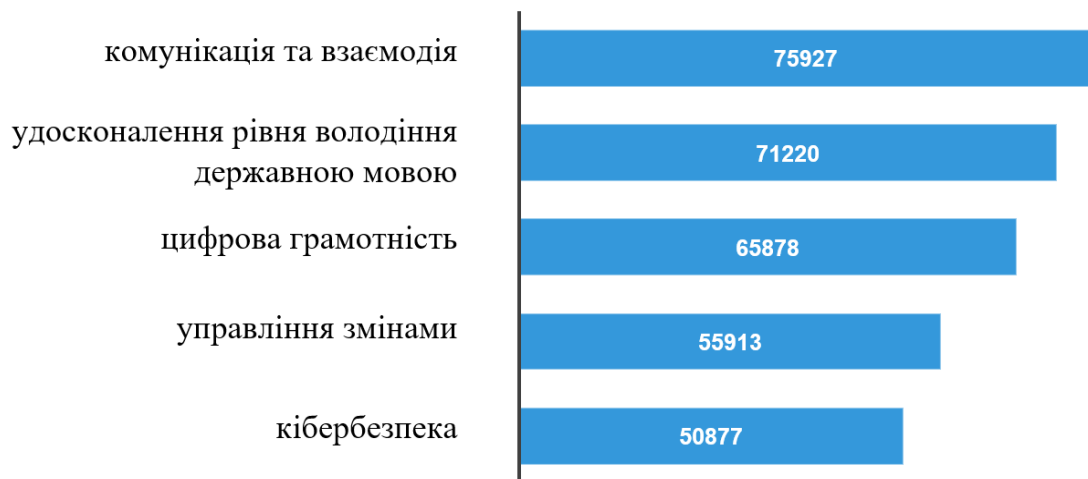 комунікація та взаємодія
75927
удосконалення рівня володіння
державною мовою
71220
цифрова грамотність
65878
управління змінами
55913
кібербезпека
50877